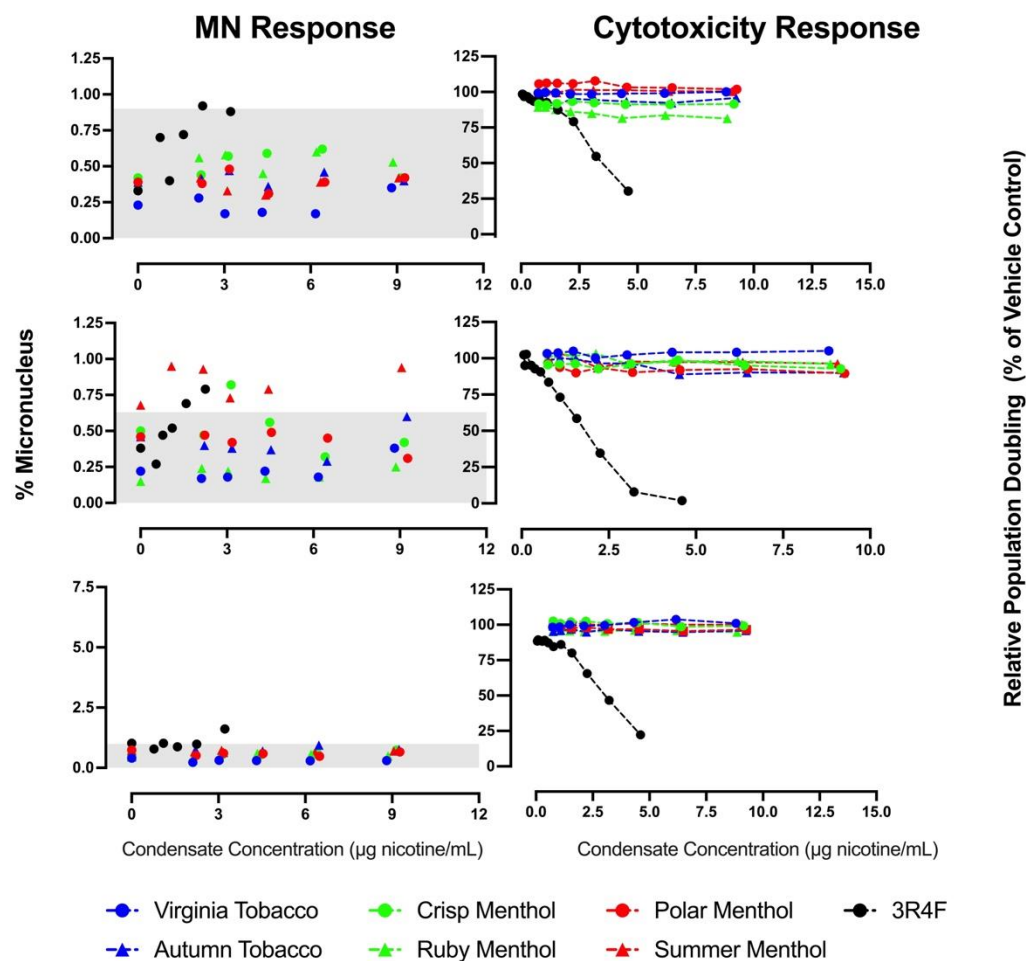 MN Response
Cytotoxicity Response
% Micronucleus
Relative Population Doubling (% of Vehicle Control)
1.25
1.00
0.75
0.50
0.25
0.00
0 3 6 9 12
125
100
75
50
25
0
0.0 2.5 5.0 7.5 10.0 12.5 15.0
1.25
1.00
0.75
0.50
0.25
0.00
0 3 6 9 12
125
100
75
50
25
0
0.0 2.5 5.0 7.5 10.0
7.5
5.0
2.5
0.0
0 3 6 9 12
125
100
75
50
25
0
0.0 2.5 5.0 7.5 10.0 12.5 15.0
Condensate Concentration (µg nicotine/mL)
Condensate Concentration (µg nicotine/mL)
Virginia Tobacco Crisp Menthol Polar Menthol 3R4F
Autumn Tobacco Ruby Menthol Summer Menthol